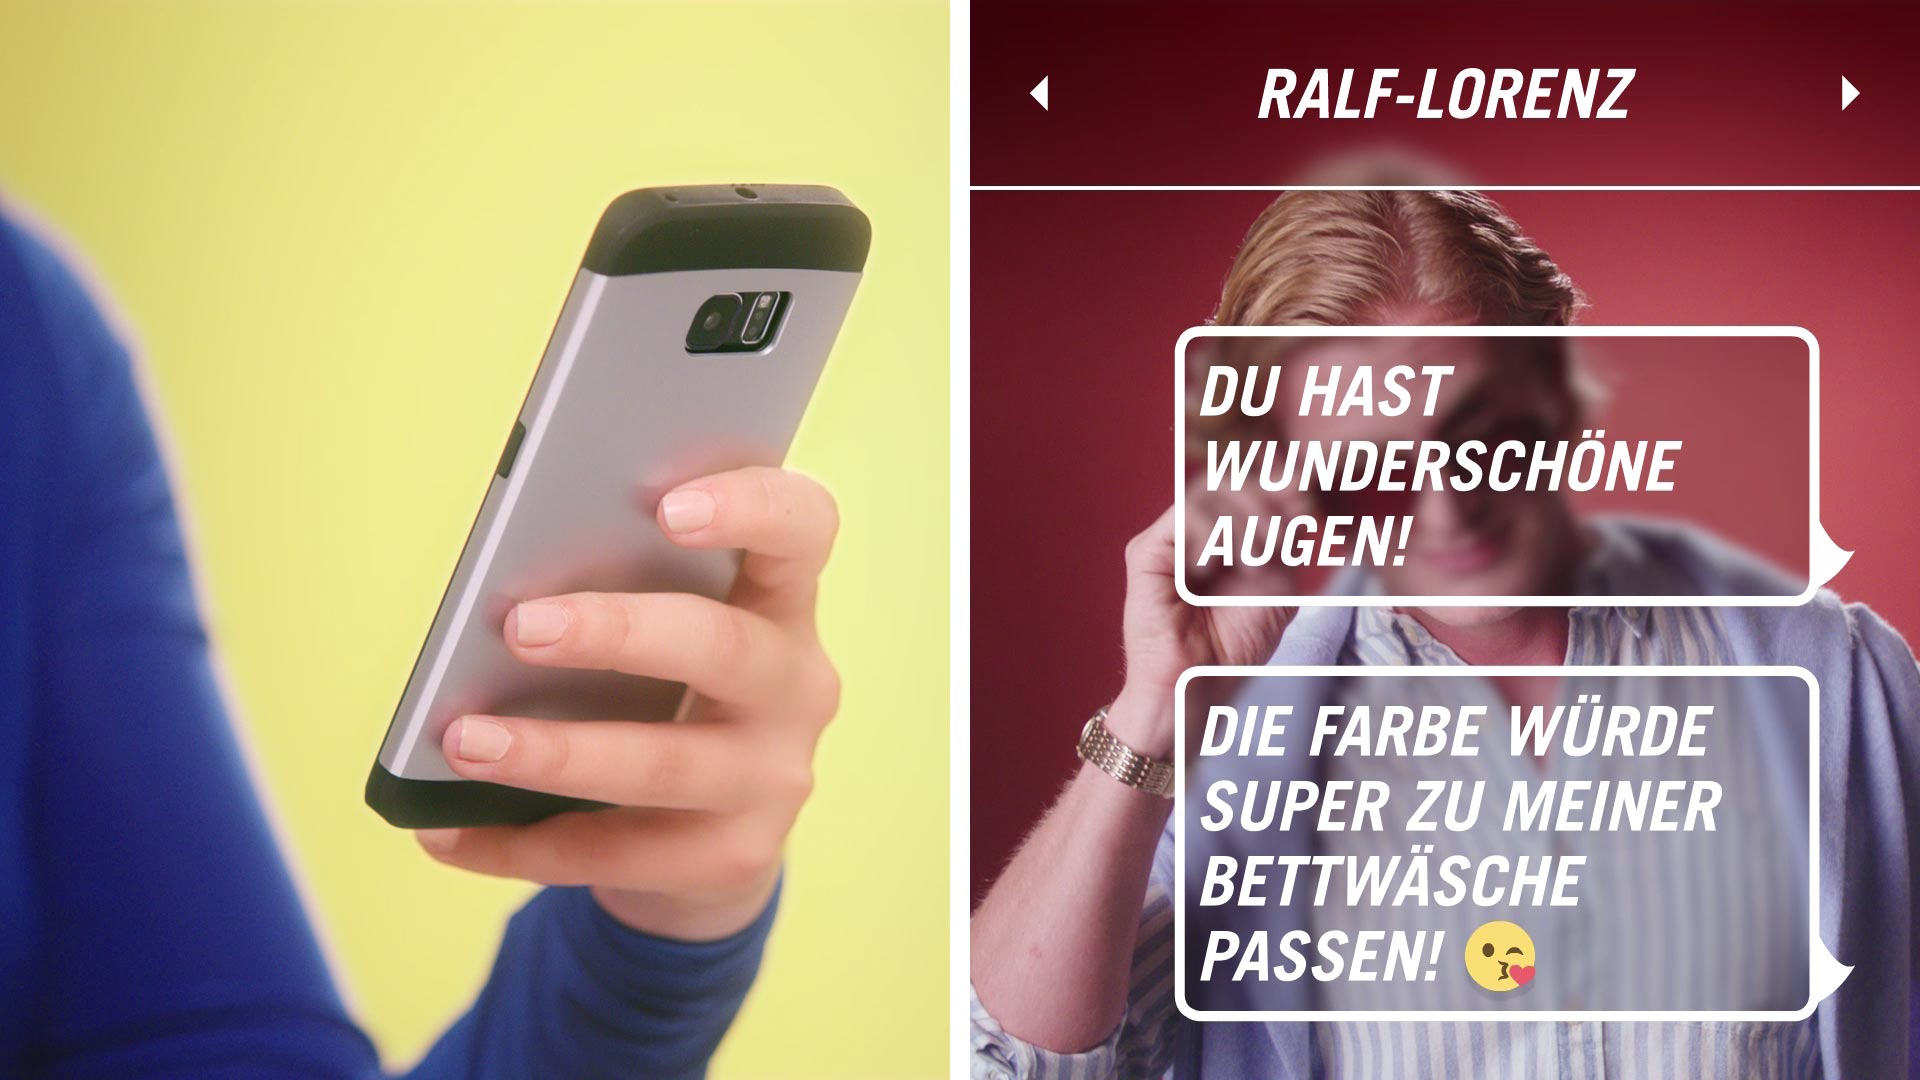 RALF-LORENZ
DU HAST
WUNDERSCHÖNE
AUGEN!
DIE FARBE WÜRDE
SUPER ZU MEINER
BETTWÄSCHE
PASSEN! 😘